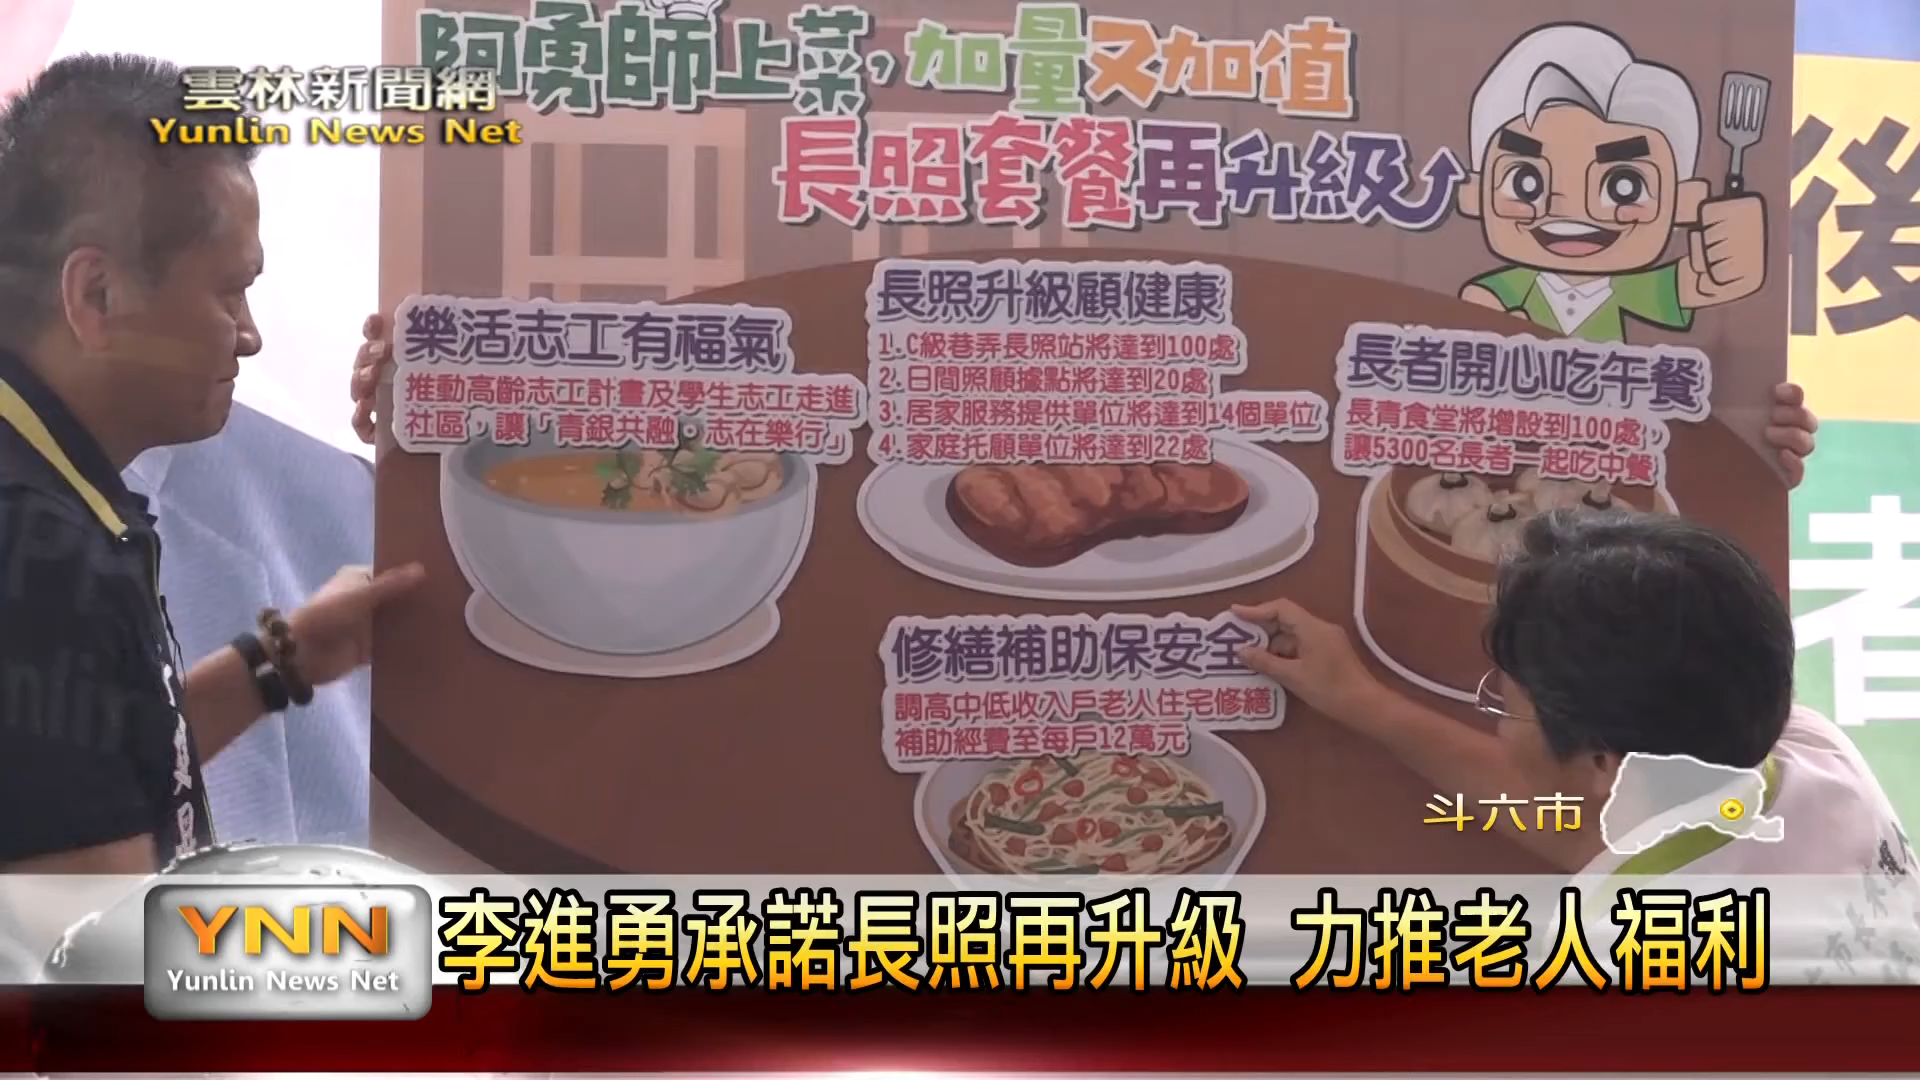 阿勇師上菜，加量又加值
長照套餐再升級
雲林新聞網
Yunlin News Net
樂活志工有福氣
推動高齡志工計畫及學生志工走進
社區，讓「青銀共融。志在樂行」
長照升級顧健康
1.C級巷弄長照站將達到100處
2.日間照顧據點將達到20處
3.居家服務提供單位將達到14個單位
4.家庭托顧單位將達到22處
長者開心吃午餐
長青食堂將增設到100處，
讓5300名長者一起吃中餐
修繕補助保安全
調高中低收入戶老人住宅修繕
補助經費至每戶12萬元
後
者
斗六市
YNN
Yunlin News Net
李進勇承諾長照再升級 力推老人福利